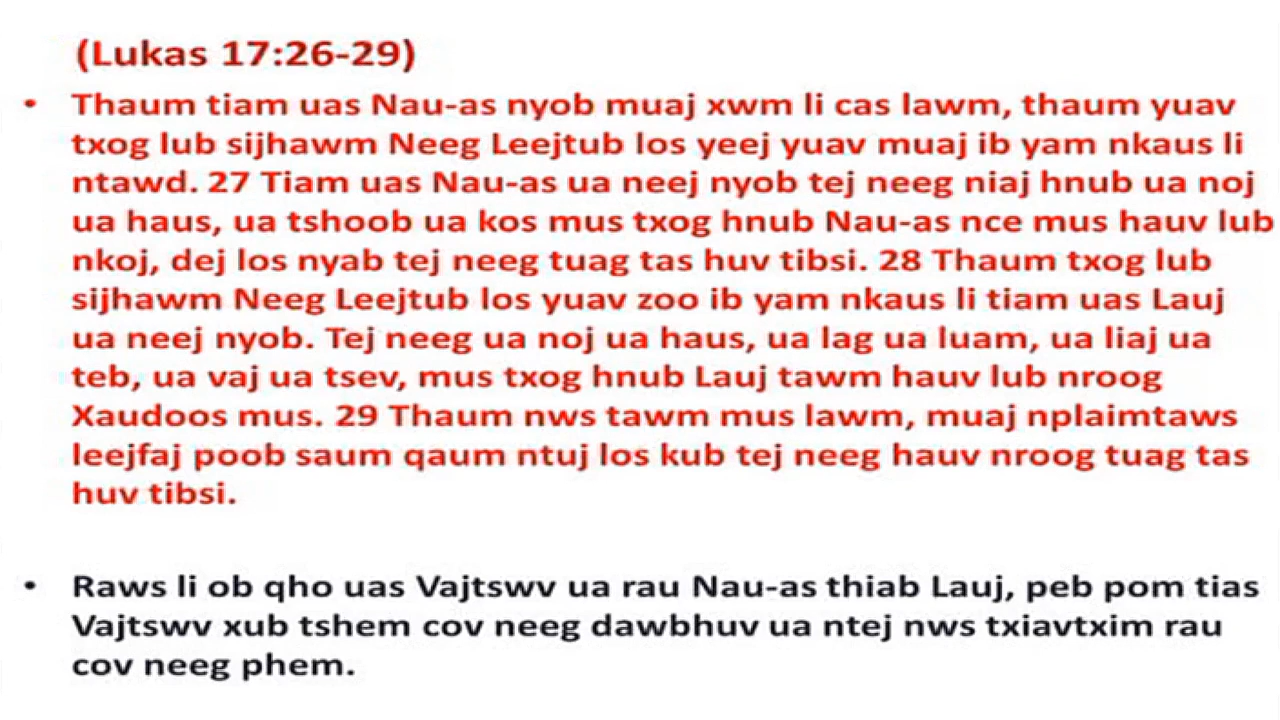 (Lukas 17:26-29)
• Thaum tiam uas Nau-as nyob muaj xwm li cas lawm, thaum yuav
txog lub sijhawm Neeg Leejtub los yeej yuav muaj ib yam nkaus li
ntawd. 27 Tiam uas Nau-as ua neej nyob tej neeg niaj hnub ua noj
ua haus, ua tshoob ua kos mus txog hnub Nau-as nce mus hauv lub
nkoj, dej los nyab tej neeg tuag tas huv tibsi. 28 Thaum txog lub
sijhawm Neeg Leejtub los yuav zoo ib yam nkaus li tiam uas Lauj
ua neej nyob. Tej neeg ua noj ua haus, ua lag ua luam, ua liaj ua
teb, ua vaj ua tsev, mus txog hnub Lauj tawm hauv lub nroog
Xaudoos mus. 29 Thaum nws tawm mus lawm, muaj nplaimtaws
leejfaj poob saum qaum ntuj los kub tej neeg hauv nroog tuag tas
huv tibsi.
• Raws li ob qho uas Vajtswv ua rau Nau-as thiab Lauj, peb pom tias
Vajtswv xub tshem cov neeg dawbhuv ua ntej nws txiavtxim rau
cov neeg phem.